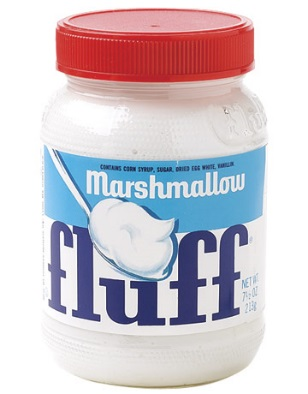 CONTAINS CORN SYRUP, SUGAR, DRIED EGG WHITE, VANILLIN.
Marshmallow
fluff
NET WT.
7½ OZ.
213g